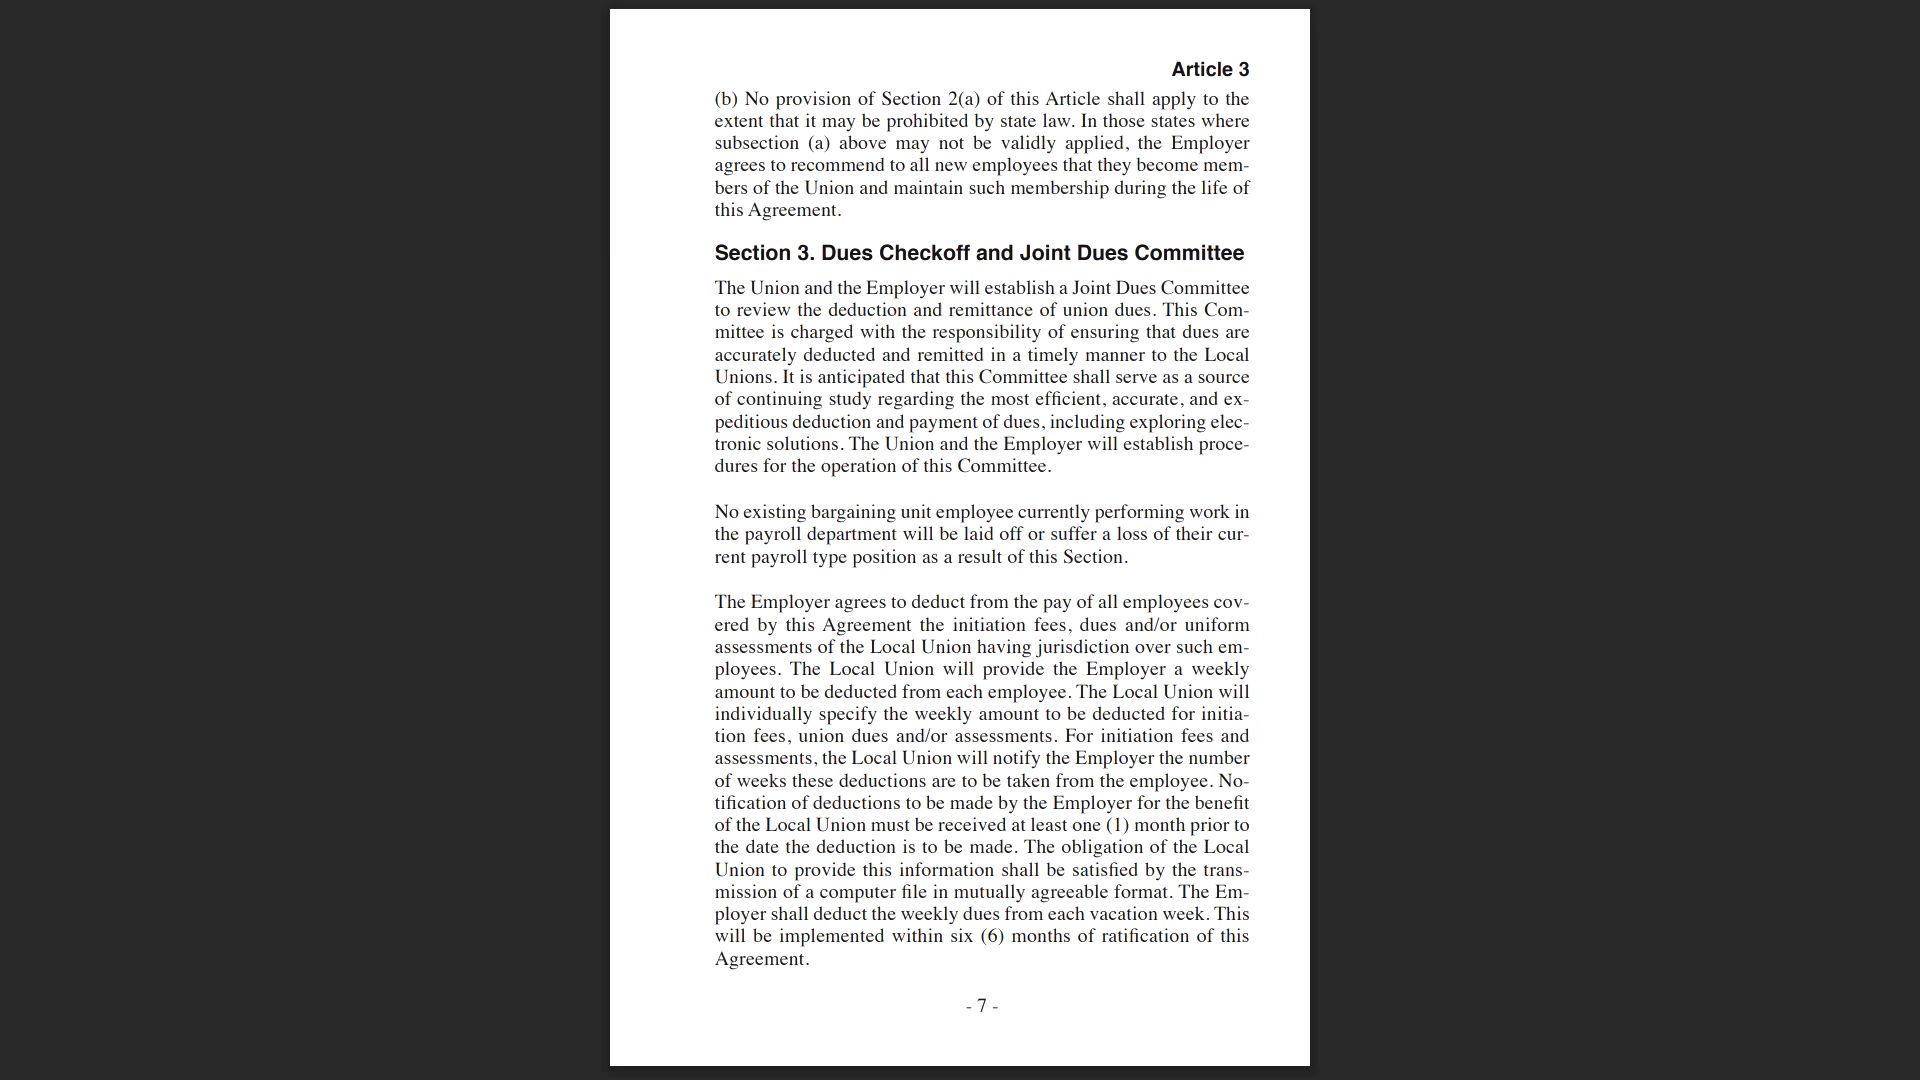 Article 3
(b) No provision of Section 2(a) of this Article shall apply to the
extent that it may be prohibited by state law. In those states where
subsection (a) above may not be validly applied, the Employer
agrees to recommend to all new employees that they become mem-
bers of the Union and maintain such membership during the life of
this Agreement.
Section 3. Dues Checkoff and Joint Dues Committee
The Union and the Employer will establish a Joint Dues Committee
to review the deduction and remittance of union dues. This Com-
mittee is charged with the responsibility of ensuring that dues are
accurately deducted and remitted in a timely manner to the Local
Unions. It is anticipated that this Committee shall serve as a source
of continuing study regarding the most efficient, accurate, and ex-
peditious deduction and payment of dues, including exploring elec-
tronic solutions. The Union and the Employer will establish proce-
dures for the operation of this Committee.
No existing bargaining unit employee currently performing work in
the payroll department will be laid off or suffer a loss of their cur-
rent payroll type position as a result of this Section.
The Employer agrees to deduct from the pay of all employees cov-
ered by this Agreement the initiation fees, dues and/or uniform
assessments of the Local Union having jurisdiction over such em-
ployees. The Local Union will provide the Employer a weekly
amount to be deducted from each employee. The Local Union will
individually specify the weekly amount to be deducted for initia-
tion fees, union dues and/or assessments. For initiation fees and
assessments, the Local Union will notify the Employer the number
of weeks these deductions are to be taken from the employee. No-
tification of deductions to be made by the Employer for the benefit
of the Local Union must be received at least one (1) month prior to
the date the deduction is to be made. The obligation of the Local
Union to provide this information shall be satisfied by the trans-
mission of a computer file in mutually agreeable format. The Em-
ployer shall deduct the weekly dues from each vacation week. This
will be implemented within six (6) months of ratification of this
Agreement.
- 7 -